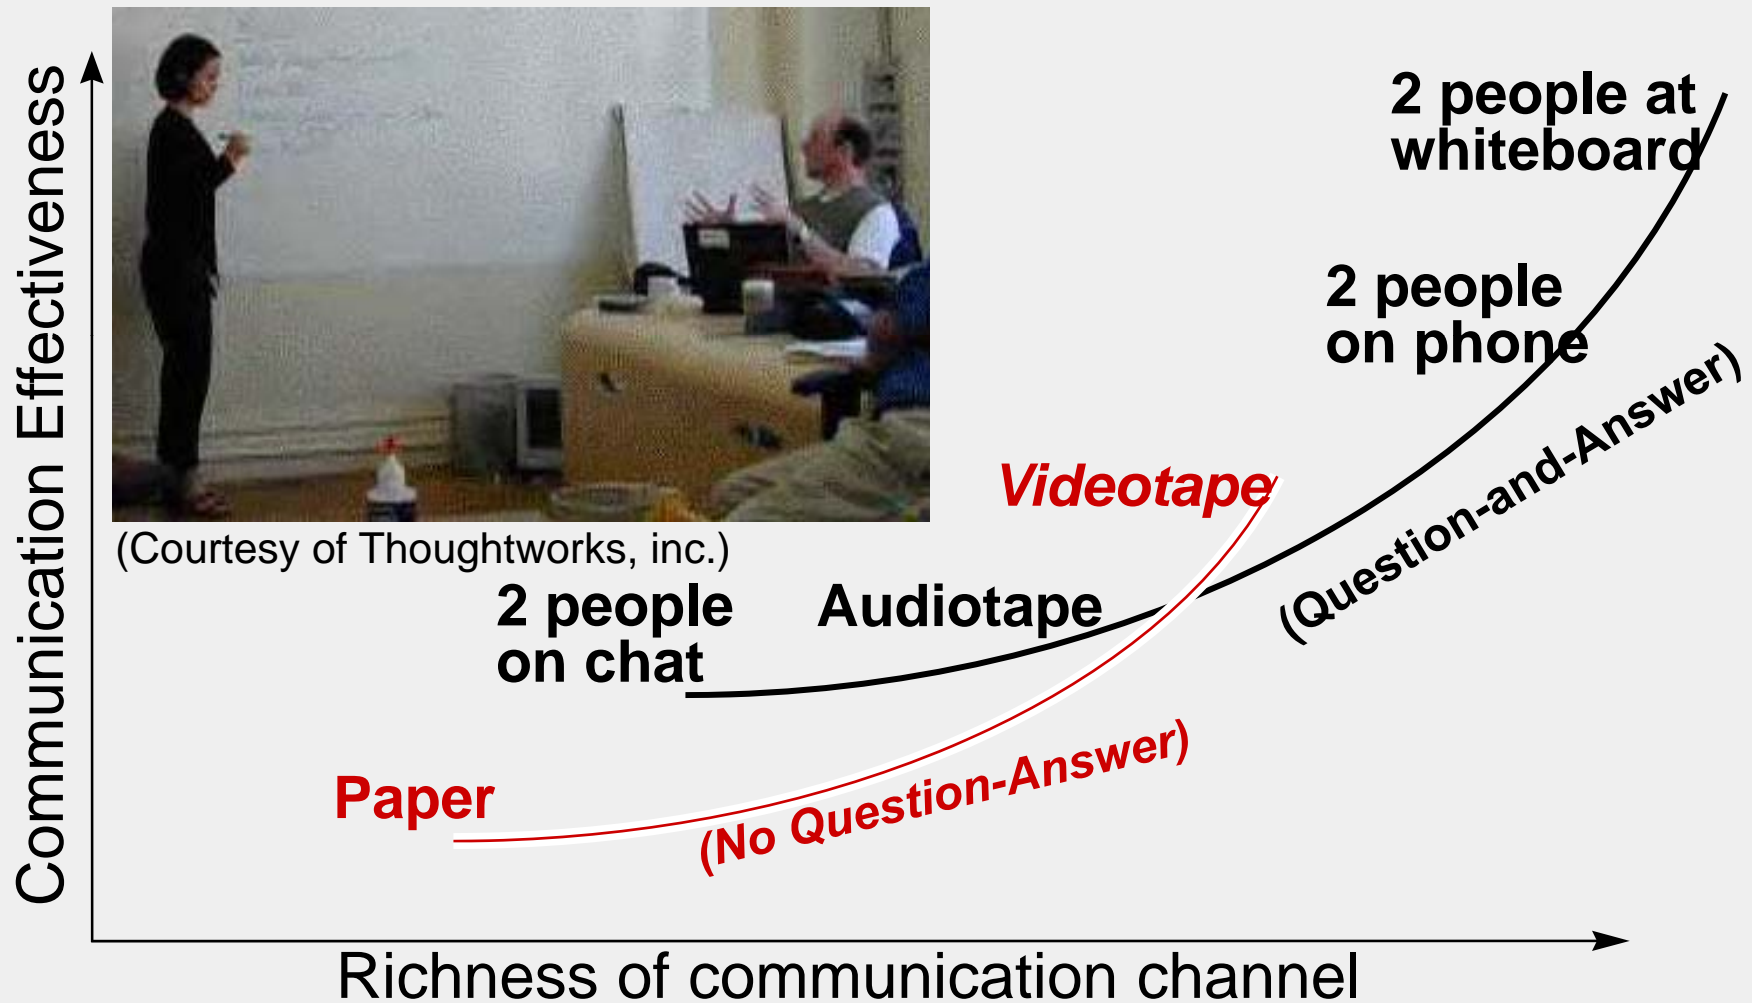 Communication Effectiveness
2 people at
whiteboard
2 people
on phone
(Question-and-Answer)
Videotape
(Courtesy of Thoughtworks, inc.)
2 people
on chat
Audiotape
Paper
(No Question-Answer)
Richness of communication channel